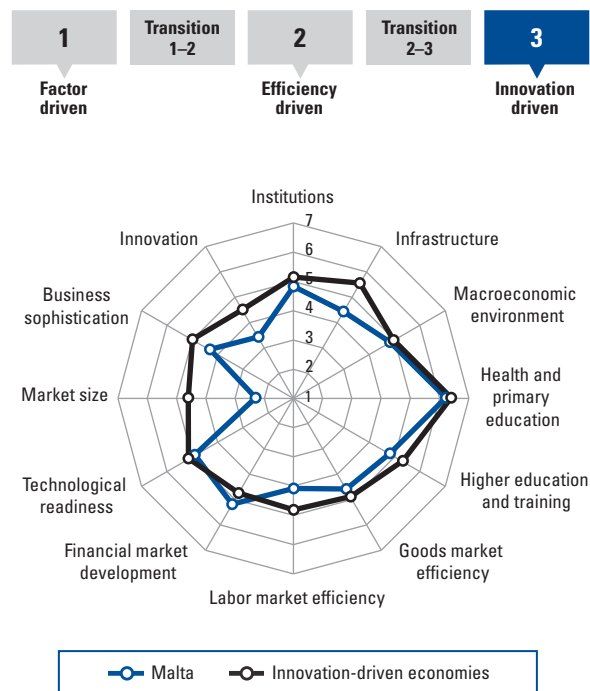 1
Transition
1–2
2
Transition
2–3
3
Factor
driven
Efficiency
driven
Innovation
driven
Institutions
Infrastructure
Macroeconomic
environment
Health and
primary
education
Higher education
and training
Goods market
efficiency
Labor market efficiency
Financial market
development
Technological
readiness
Market size
Business
sophistication
Innovation
7
6
5
4
3
2
1
Malta
Innovation-driven economies